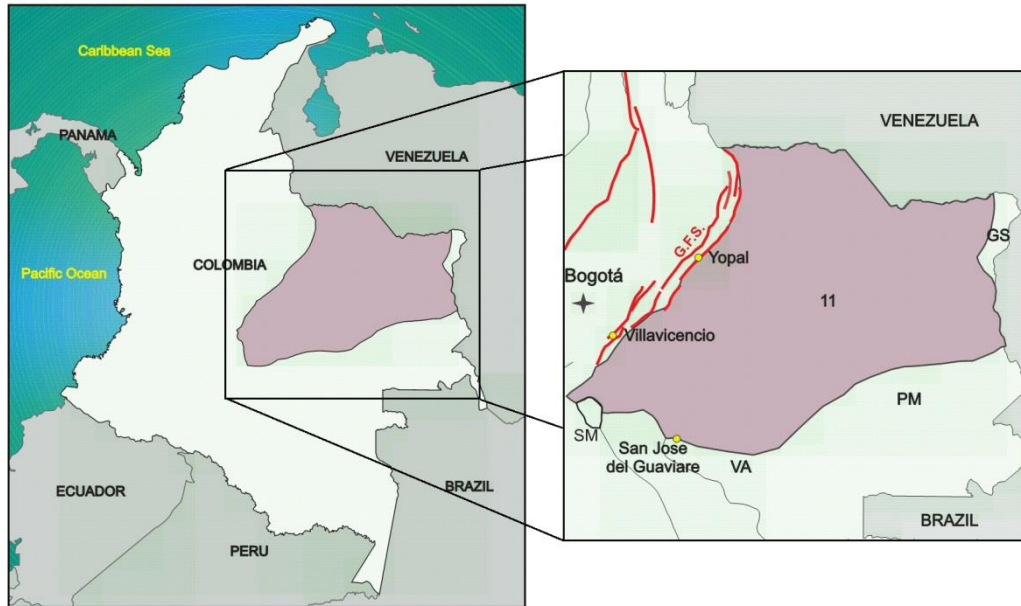 Caribbean Sea
PANAMA
VENEZUELA
COLOMBIA
Pacific Ocean
ECUADOR
BRAZIL
PERU
VENEZUELA
GS
G.F.S.
Yopal
Bogotá
11
Villavicencio
PM
SM
San Jose
del Guaviare
VA
BRAZIL